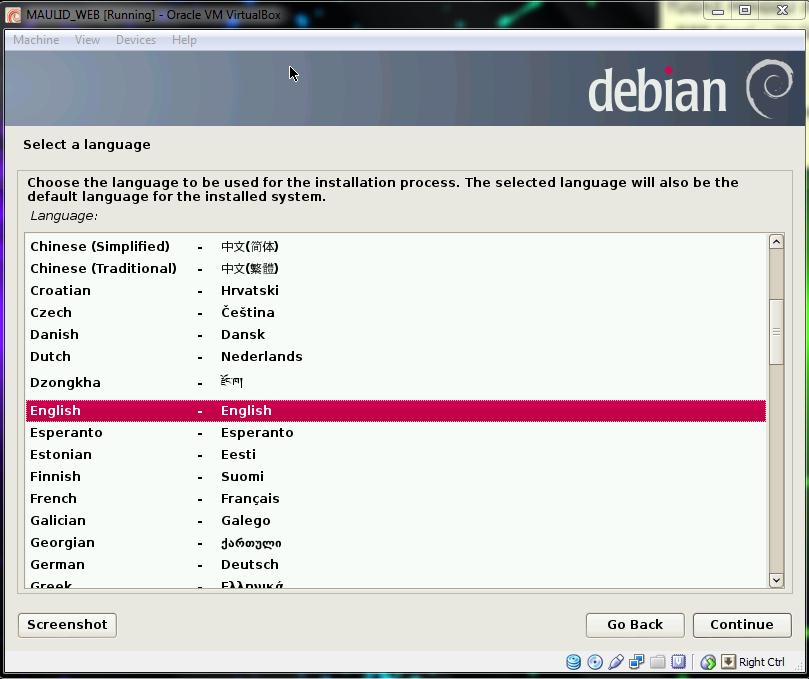 MAULID_WEB [Running] - Oracle VM VirtualBox
Machine View Devices Help
debian
Select a language
Choose the language to be used for the installation process. The selected language will also be the
default language for the installed system.
Language:
Chinese (Simplified) - 中文(简体)
Chinese (Traditional) - 中文(繁體)
Croatian - Hrvatski
Czech - Čeština
Danish - Dansk
Dutch - Nederlands
Dzongkha - རྫོང་ཁ།
English - English
Esperanto - Esperanto
Estonian - Eesti
Finnish - Suomi
French - Français
Galician - Galego
Georgian - ქართული
German - Deutsch
Greek - Ελληνικά
Screenshot Go Back Continue
Right Ctrl